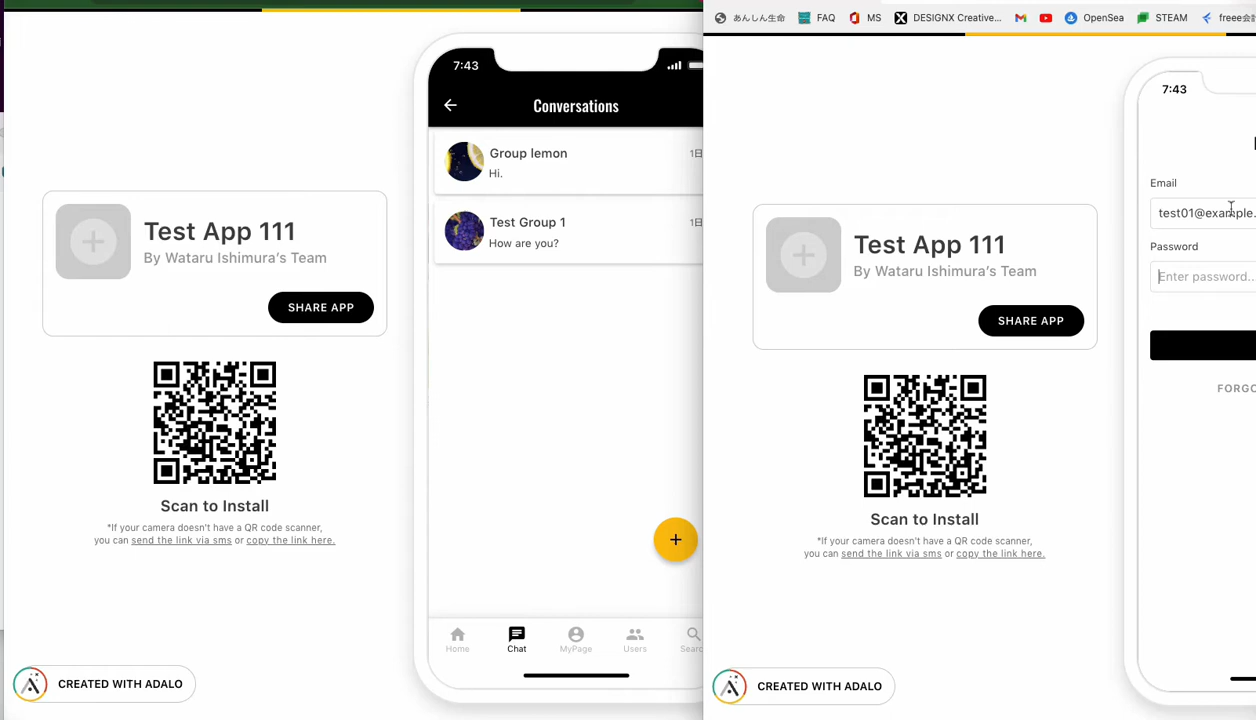 7:43
Conversations
Group lemon
1日
Hi.
Test Group 1
1日
How are you?
Test App 111
By Wataru Ishimura's Team
SHARE APP
Scan to Install
*If your camera doesn't have a QR code scanner,
you can send the link via sms or copy the link here.
Home
Chat
MyPage
Users
Searc
CREATED WITH ADALO
あんしん生命
FAQ
MS
DESIGNX Creative...
OpenSea
STEAM
freee会計
7:43
Email
test01@example.
Password
Enter password...
FORGO
Test App 111
By Wataru Ishimura's Team
SHARE APP
Scan to Install
*If your camera doesn't have a QR code scanner,
you can send the link via sms or copy the link here.
CREATED WITH ADALO